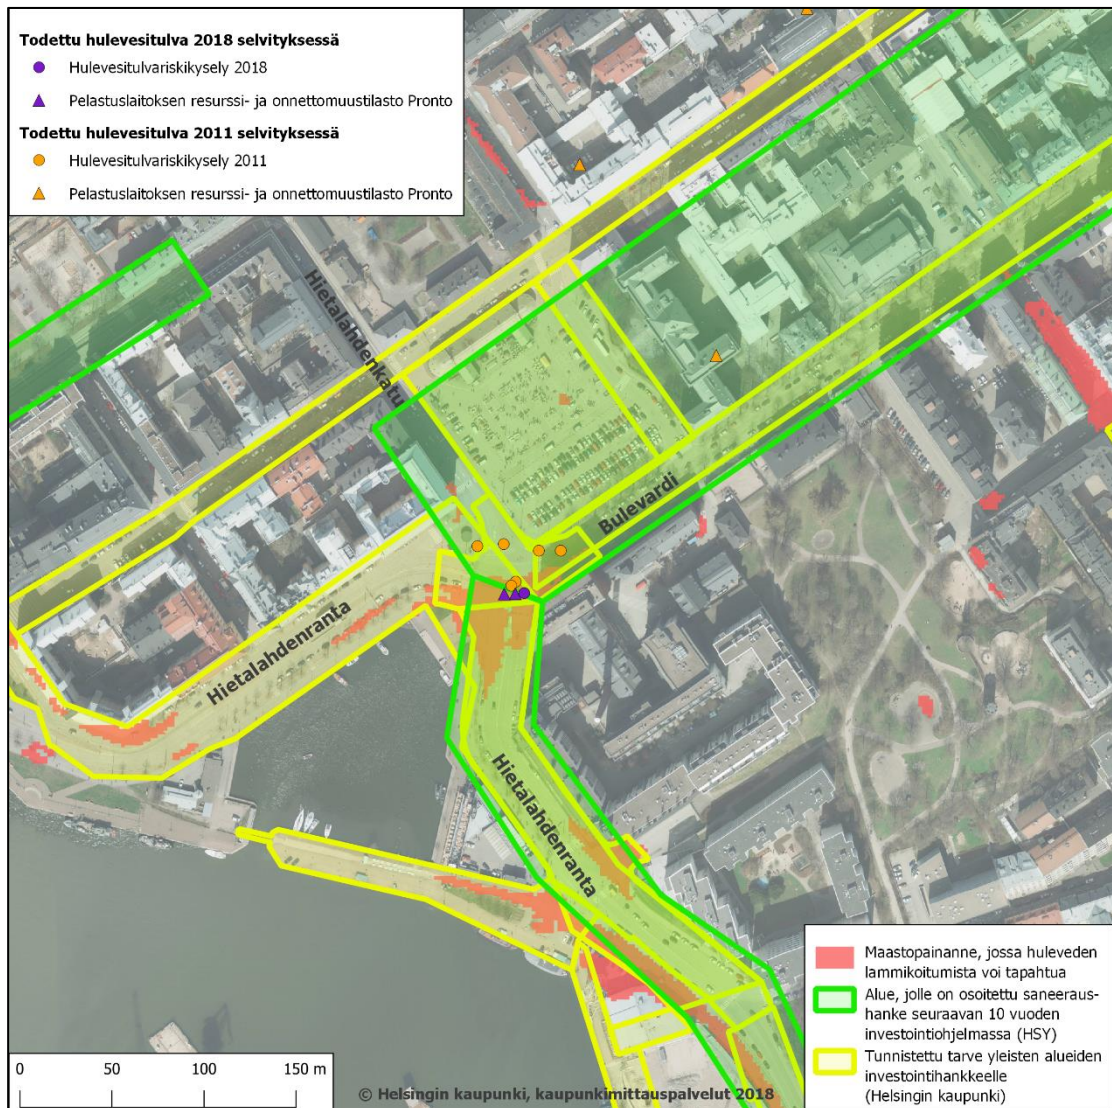 Todettu hulevesitulva 2018 selvityksessä
Hulevesitulvariskikysely 2018
Pelastuslaitoksen resurssi- ja onnettomuustilasto Pronto
Todettu hulevesitulva 2011 selvityksessä
Hulevesitulvariskikysely 2011
Pelastuslaitoksen resurssi- ja onnettomuustilasto Pronto
Hietalahdenkatu
Bulevardi
Hietalahdenranta
Hietalahdenranta
Maastopainanne, jossa huleveden
lammikoitumista voi tapahtua
Alue, jolle on osoitettu saneeraus-
hanke seuraavan 10 vuoden
investointiohjelmassa (HSY)
Tunnistettu tarve yleisten alueiden
investointihankkeelle
(Helsingin kaupunki)
0 50 100 150 m
© Helsingin kaupunki, kaupunkimittauspalvelut 2018